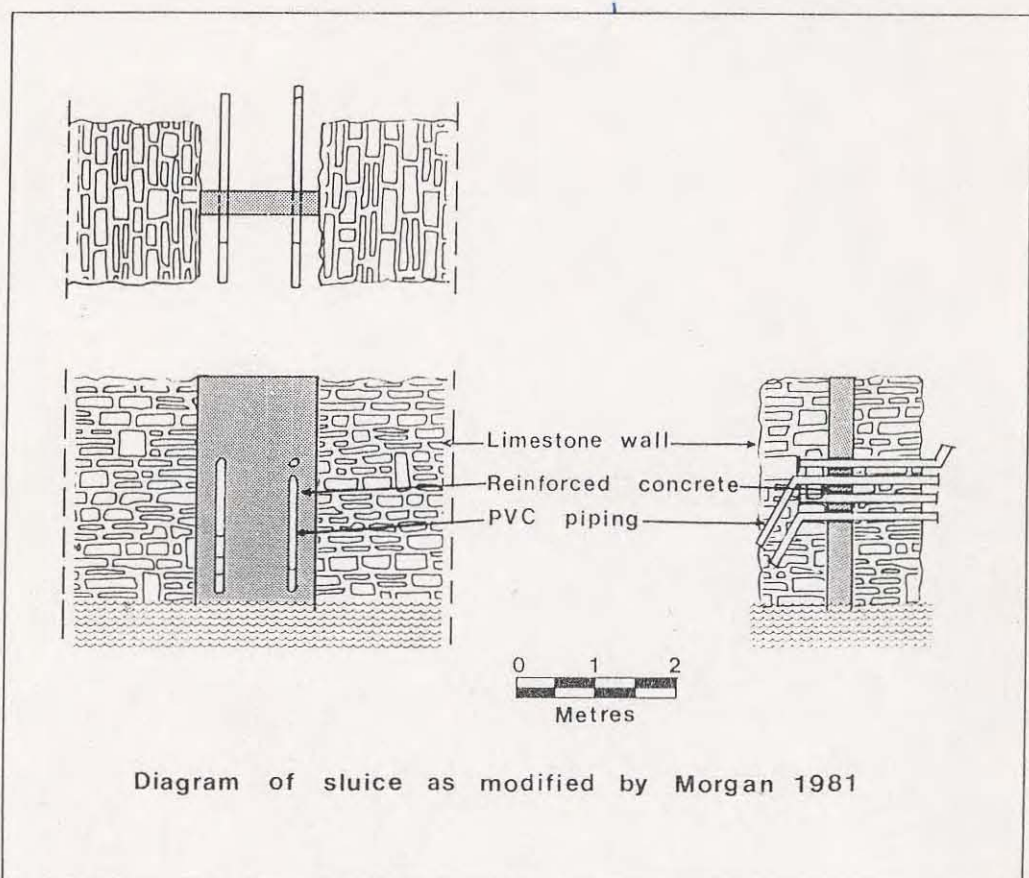 Limestone wall
Reinforced concrete
PVC piping
0 1 2
Metres
Diagram of sluice as modified by Morgan 1981